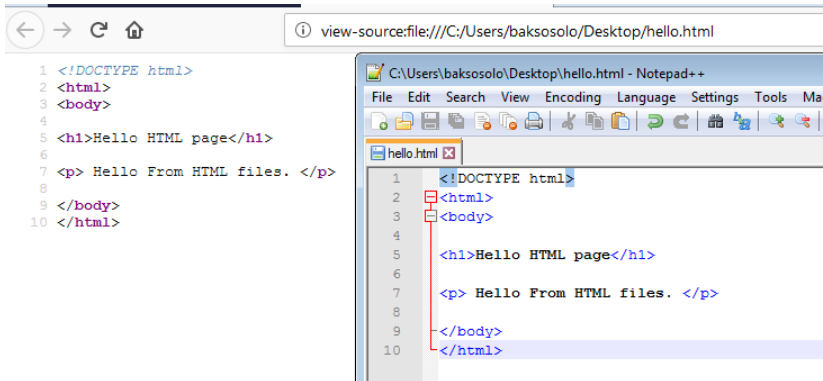 view-source:file:///C:/Users/baksosolo/Desktop/hello.html
1 <!DOCTYPE html>
2 <html>
3 <body>
4
5 <h1>Hello HTML page</h1>
6
7 <p> Hello From HTML files. </p>
8
9 </body>
10 </html>
C:\Users\baksosolo\Desktop\hello.html - Notepad++
File Edit Search View Encoding Language Settings Tools Ma
hello.html
1 <!DOCTYPE html>
2 <html>
3 <body>
4
5 <h1>Hello HTML page</h1>
6
7 <p> Hello From HTML files. </p>
8
9 </body>
10 </html>